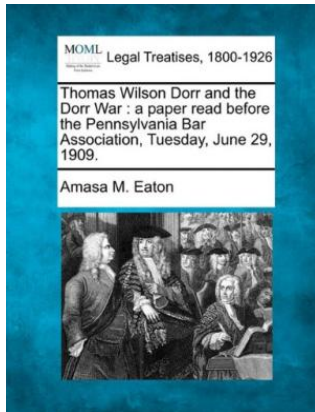 MOML Legal Treatises, 1800-1926
Thomas Wilson Dorr and the
Dorr War : a paper read before
the Pennsylvania Bar
Association, Tuesday, June 29,
1909.
Amasa M. Eaton